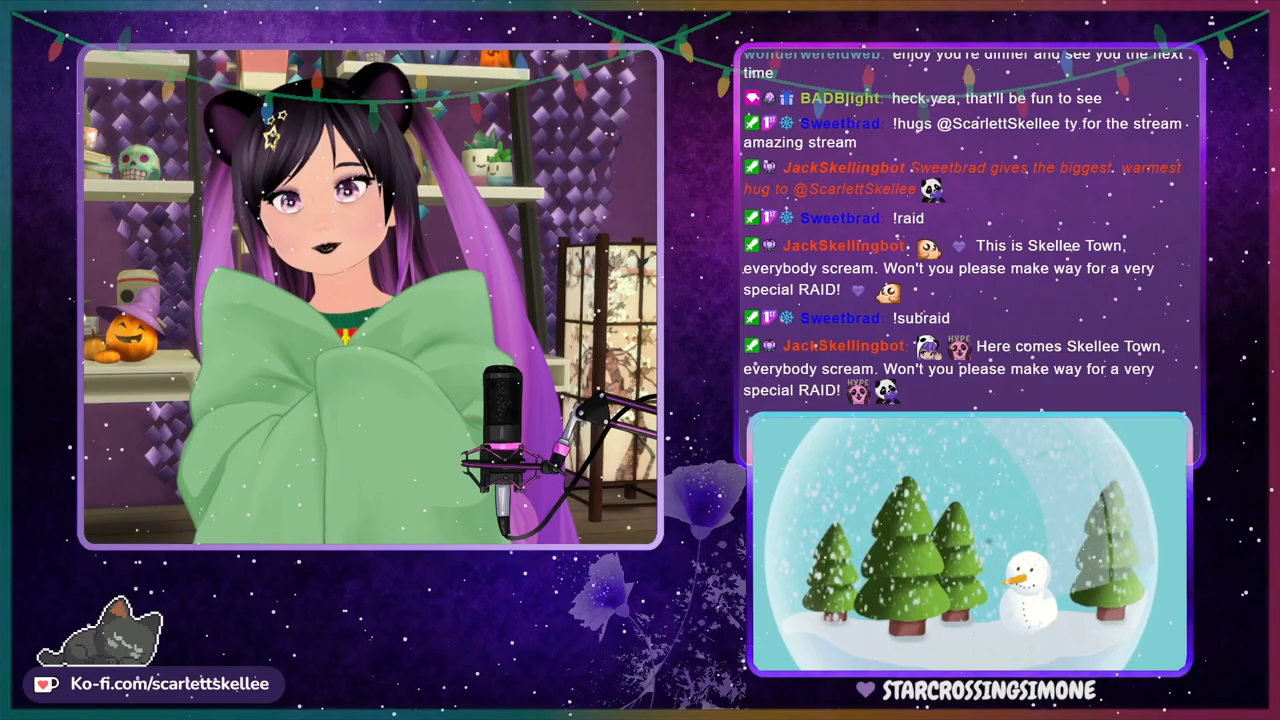 wonderwereldweb: enjoy you're dinner and see you the next
time
BADBJight: heck yea, that'll be fun to see
Sweetbrad: !hugs @ScarlettSkellee ty for the stream
amazing stream
JackSkellingbot Sweetbrad gives the biggest, warmest
hug to @ScarlettSkellee
Sweetbrad: !raid
JackSkellingbot: This is Skellee Town,
everybody scream. Won't you please make way for a very
special RAID!
Sweetbrad: !subraid
JackSkellingbot: HYPE Here comes Skellee Town,
everybody scream. Won't you please make way for a very
special RAID! HYPE
Ko-fi.com/scarlettskellee
STARCROSSINGSIMONE